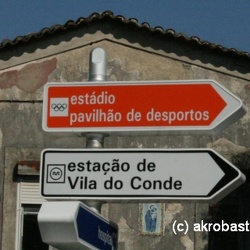 estádio
pavilhão de desportos
estação de
Vila do Conde
(c) akrobast